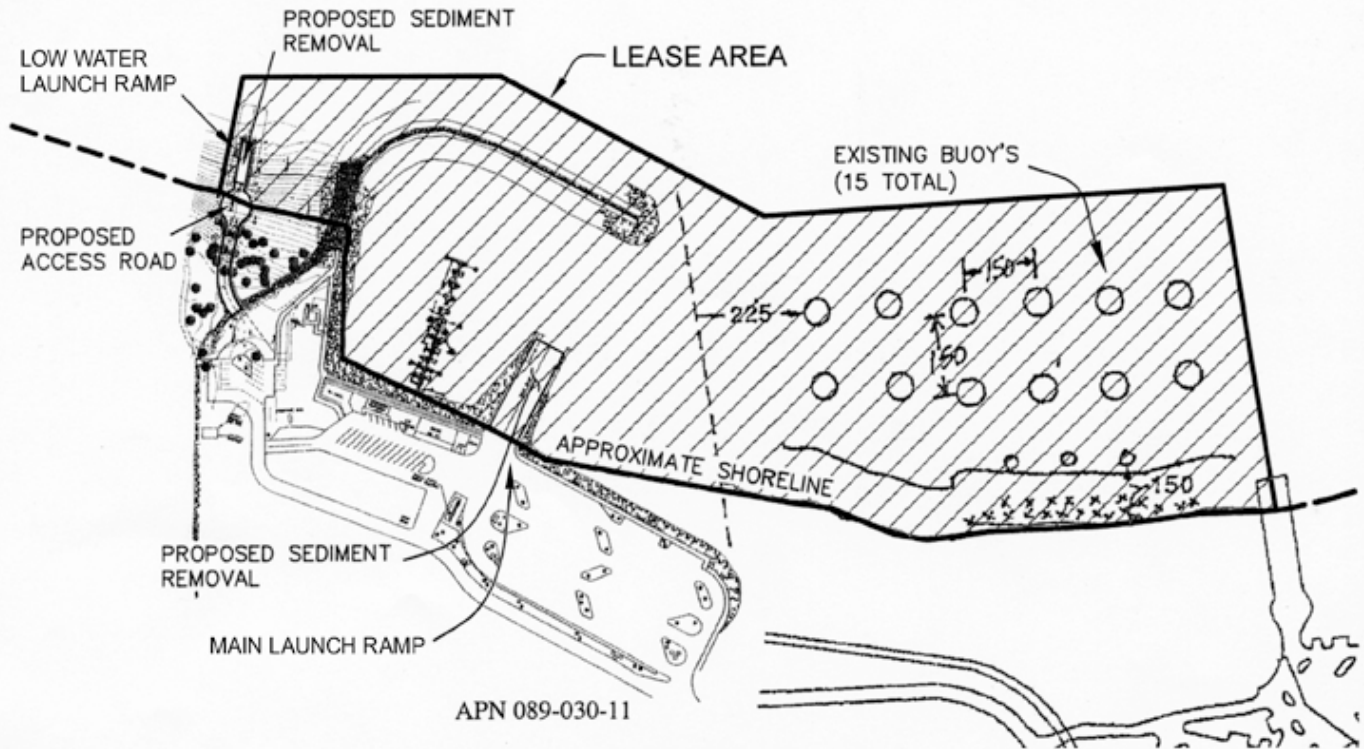 PROPOSED SEDIMENT
REMOVAL
LOW WATER
LAUNCH RAMP
LEASE AREA
EXISTING BUOY'S
(15 TOTAL)
PROPOSED
ACCESS ROAD
150
225
150
APPROXIMATE SHORELINE
150
PROPOSED SEDIMENT
REMOVAL
MAIN LAUNCH RAMP
APN 089-030-11